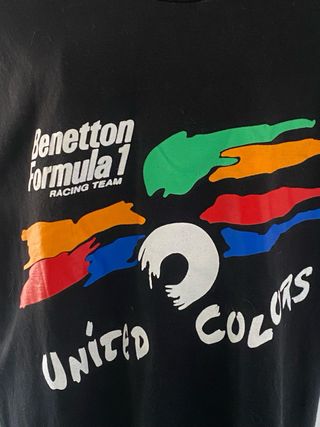 Benetton
Formula 1
RACING TEAM
UNITED COLORS